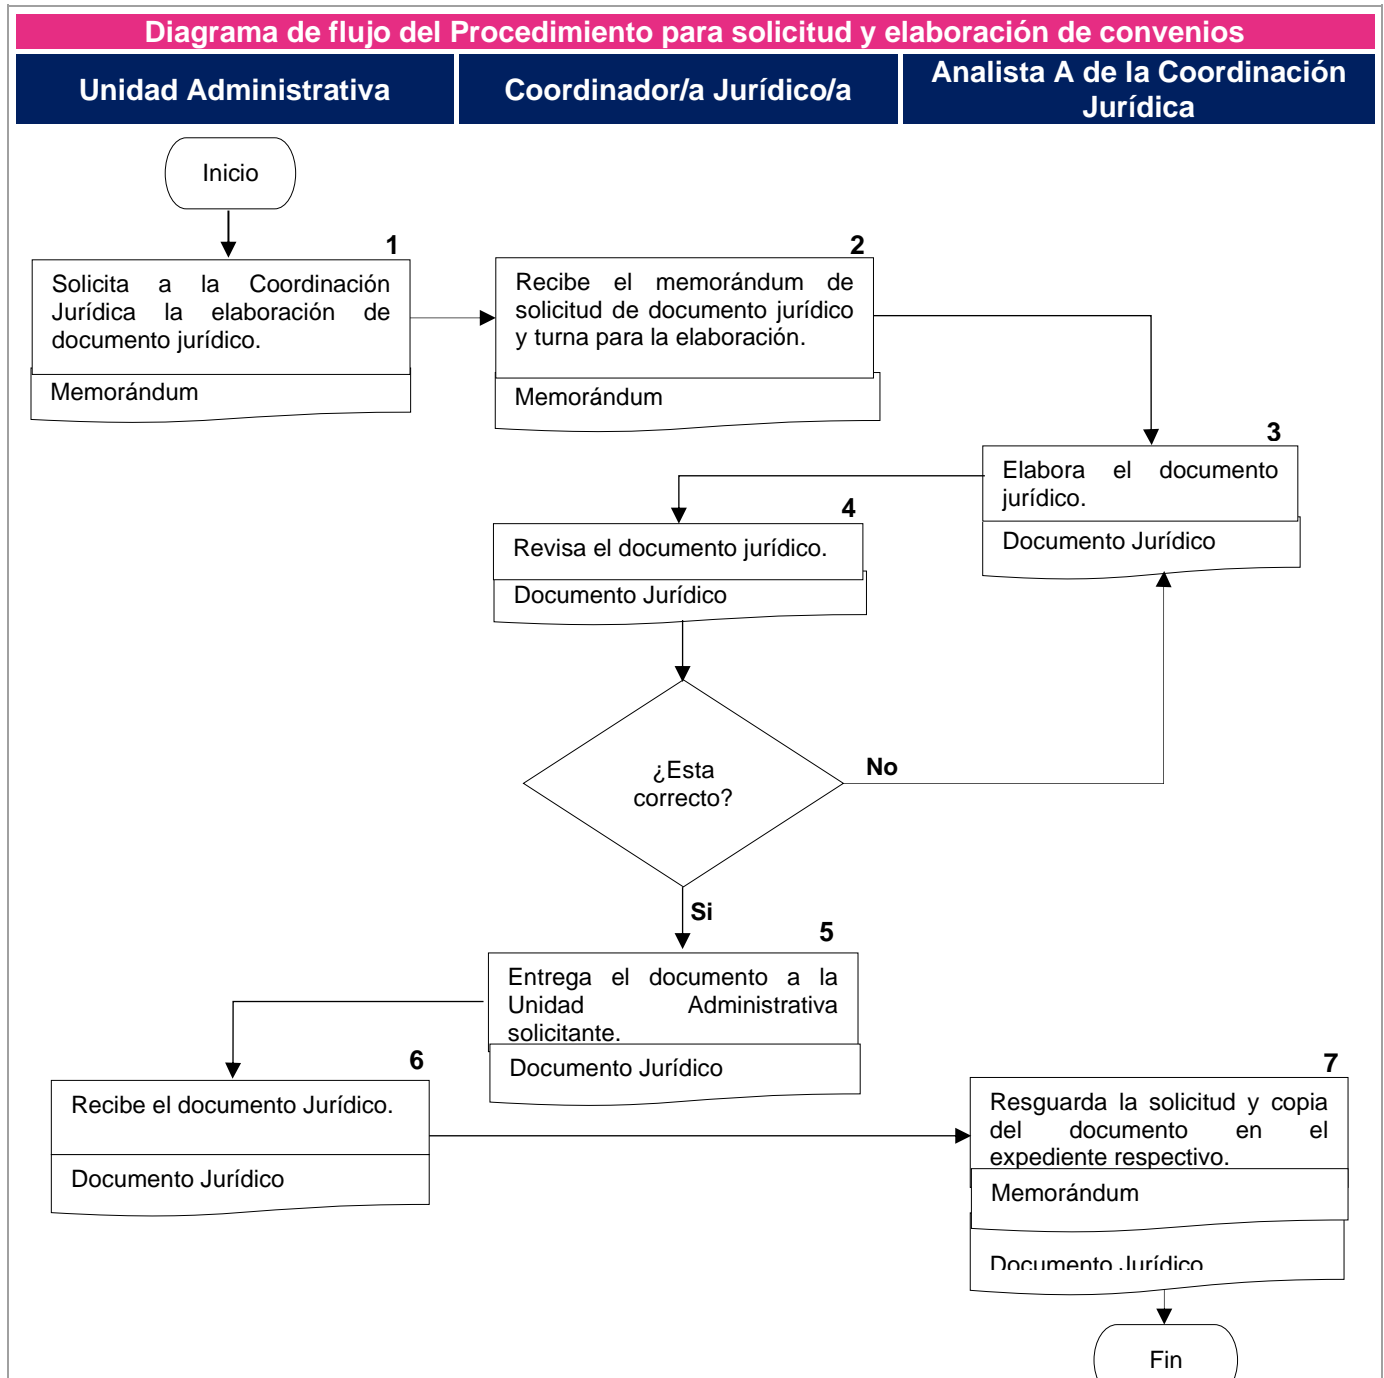 Diagrama de flujo del Procedimiento para solicitud y elaboración de convenios
Unidad Administrativa
Coordinador/a Jurídico/a
Analista A de la Coordinación
Jurídica
Inicio
1
Solicita a la Coordinación
Jurídica la elaboración de
documento jurídico.
Memorándum
2
Recibe el memorándum de
solicitud de documento jurídico
y turna para la elaboración.
Memorándum
3
Elabora el documento
jurídico.
Documento Jurídico
4
Revisa el documento jurídico.
Documento Jurídico
¿Esta
correcto?
No
Si
5
Entrega el documento a la
Unidad Administrativa
solicitante.
Documento Jurídico
6
Recibe el documento Jurídico.
Documento Jurídico
7
Resguarda la solicitud y copia
del documento en el
expediente respectivo.
Memorándum
Documento Jurídico
Fin